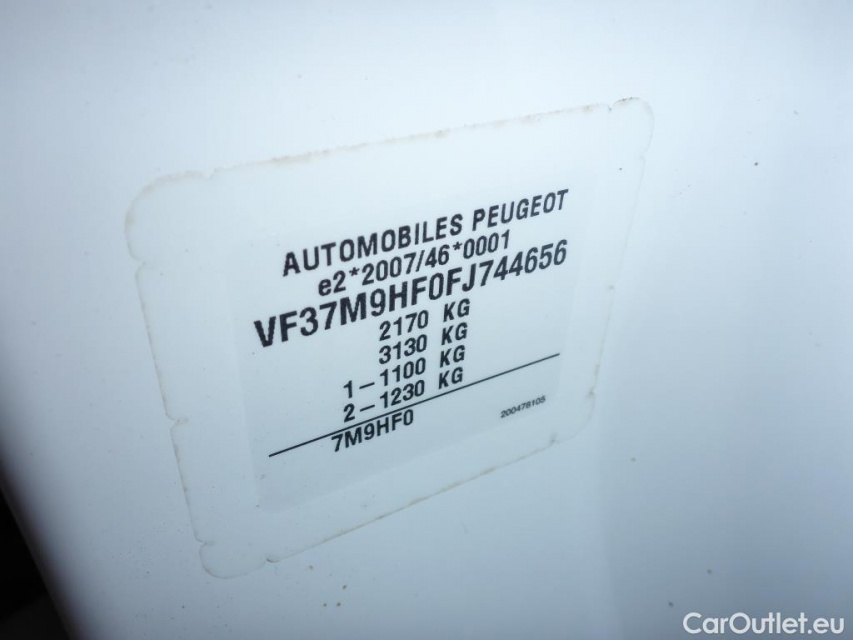 AUTOMOBILES PEUGEOT
e2*2007/46*0001
VF37M9HF0FJ744656
2170 KG
3130 KG
1-1100 KG
2-1230 KG
7M9HF0
200478105
CarOutlet.eu